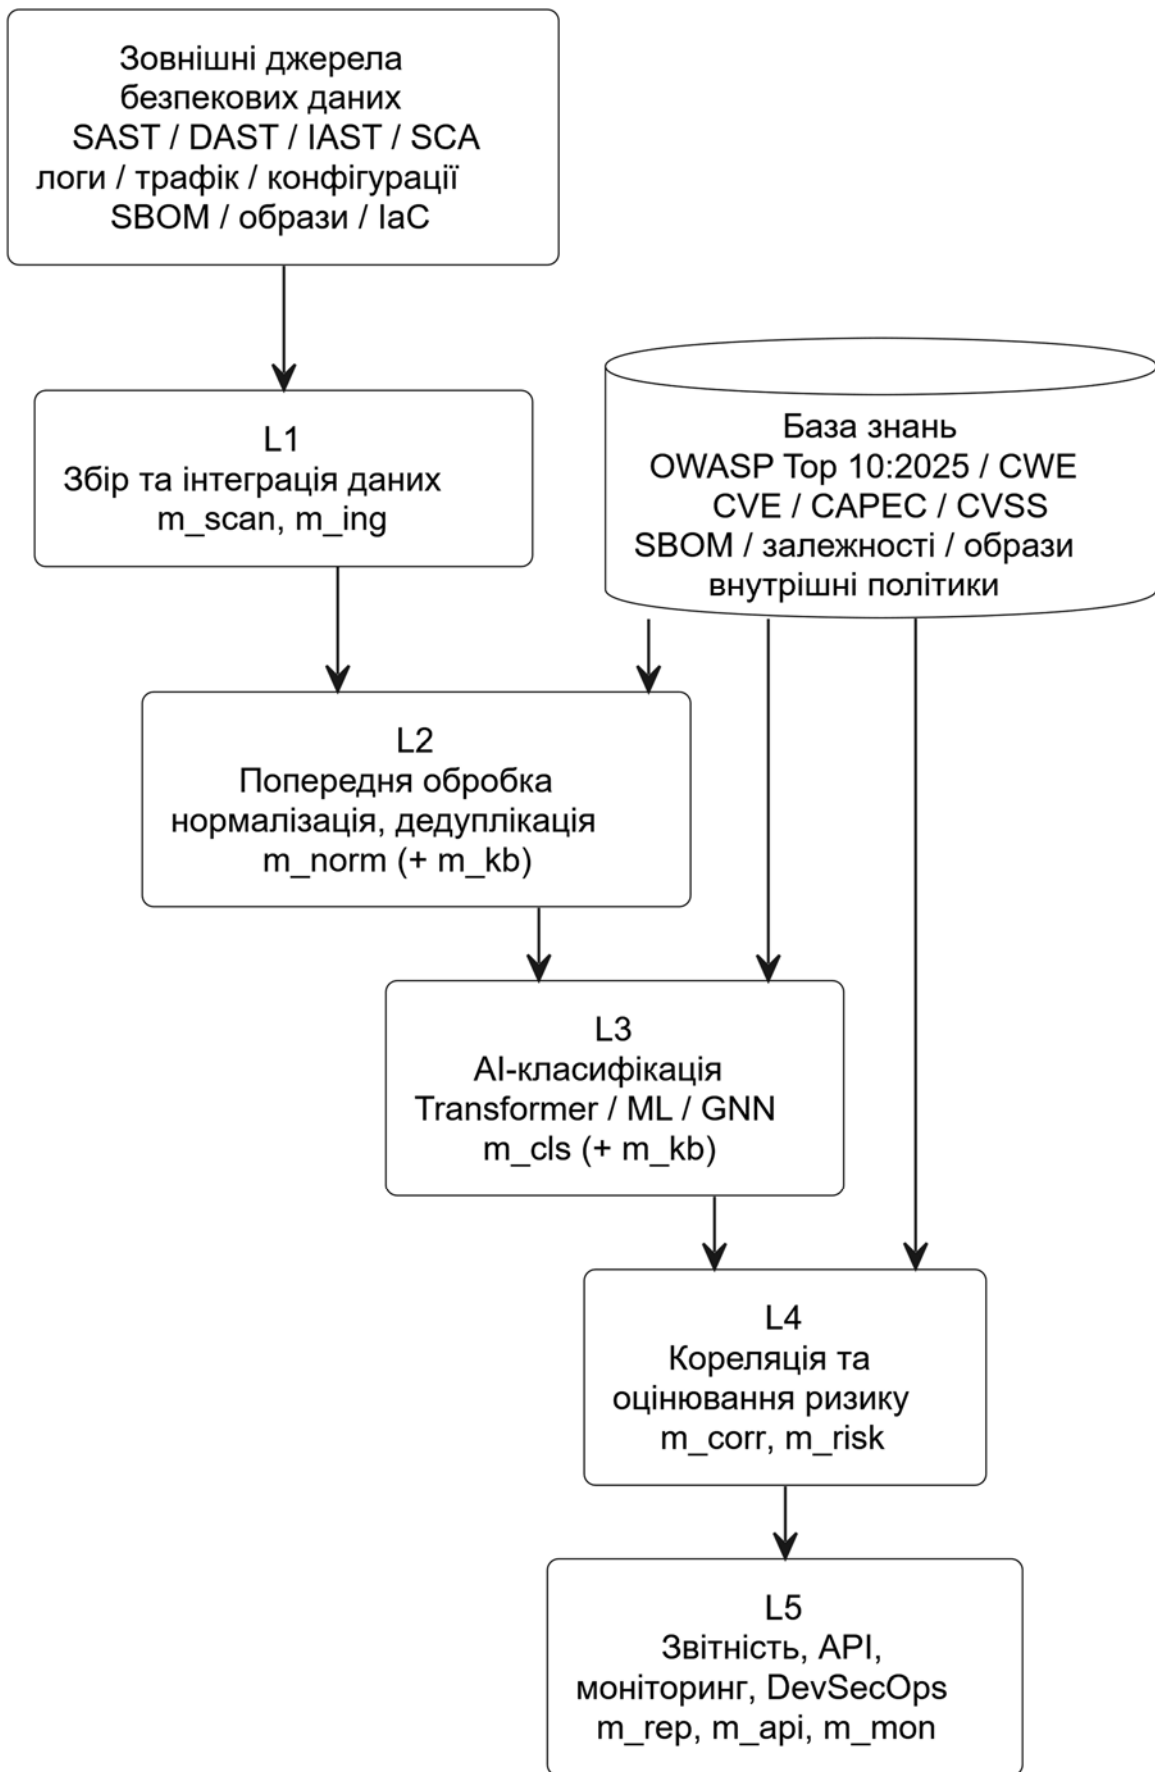 Зовнішні джерела
безпекових даних
SAST / DAST / IAST / SCA
логи / трафік / конфігурації
SBOM / образи / IaC
L1
Збір та інтеграція даних
m_scan, m_ing
База знань
OWASP Top 10:2025 / CWE
CVE / CAPEC / CVSS
SBOM / залежності / образи
внутрішні політики
L2
Попередня обробка
нормалізація, дедуплікація
m_norm (+ m_kb)
L3
AI-класифікація
Transformer / ML / GNN
m_cls (+ m_kb)
L4
Кореляція та
оцінювання ризику
m_corr, m_risk
L5
Звітність, API,
моніторинг, DevSecOps
m_rep, m_api, m_mon